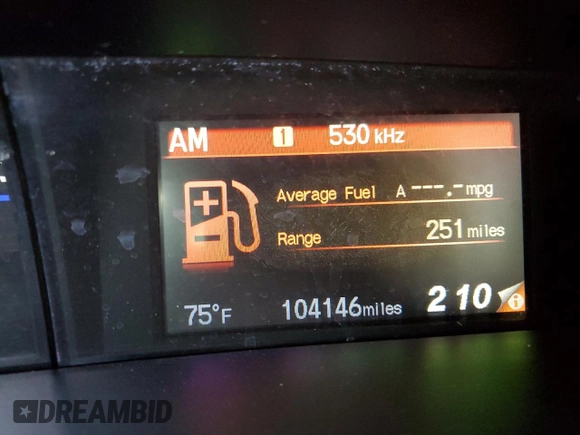 AM 1 530 kHz
Average Fuel A ---.- mpg
Range 251 miles
75°F 104146 miles 2 10
DREAMBID